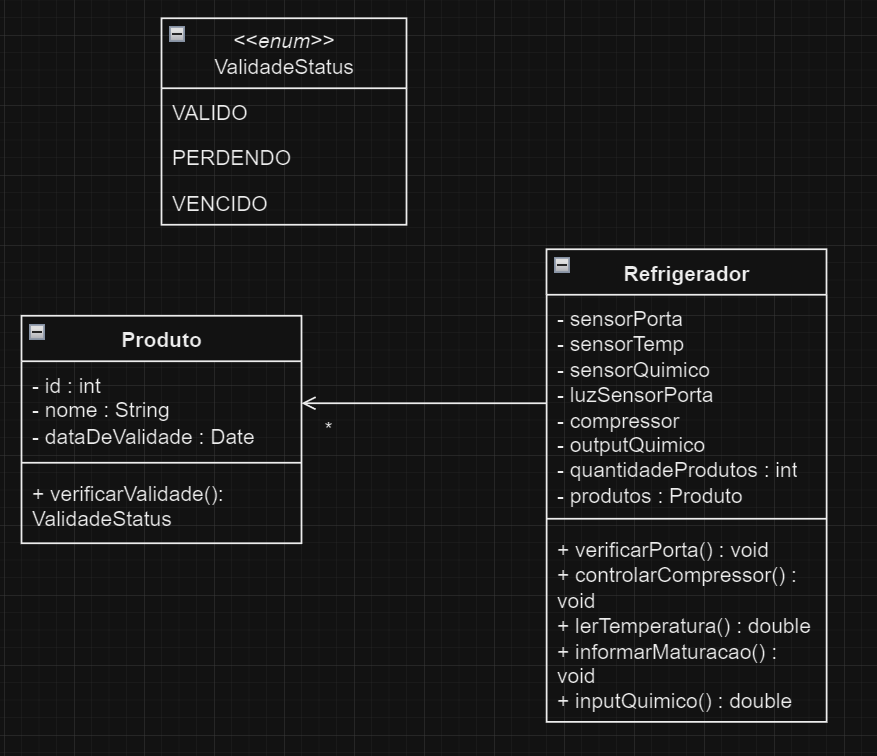 <<enum>>
ValidadeStatus
VALIDO
PERDENDO
VENCIDO
Produto
- id : int
- nome : String
- dataDeValidade : Date
+ verificarValidade():
ValidadeStatus
*
Refrigerador
- sensorPorta
- sensorTemp
- sensorQuimico
- luzSensorPorta
- compressor
- outputQuimico
- quantidadeProdutos : int
- produtos : Produto
+ verificarPorta() : void
+ controlarCompressor() :
void
+ lerTemperatura() : double
+ informarMaturacao() :
void
+ inputQuimico() : double